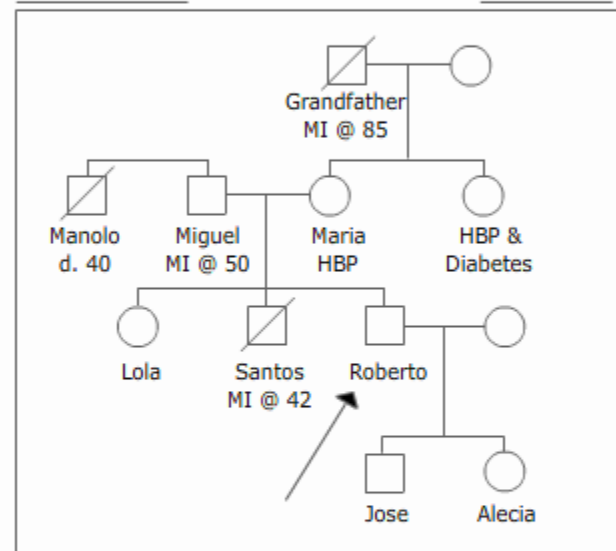 Grandfather
MI @ 85
Manolo
d. 40
Miguel
MI @ 50
Maria
HBP
HBP &
Diabetes
Lola
Santos
MI @ 42
Roberto
Jose
Alecia